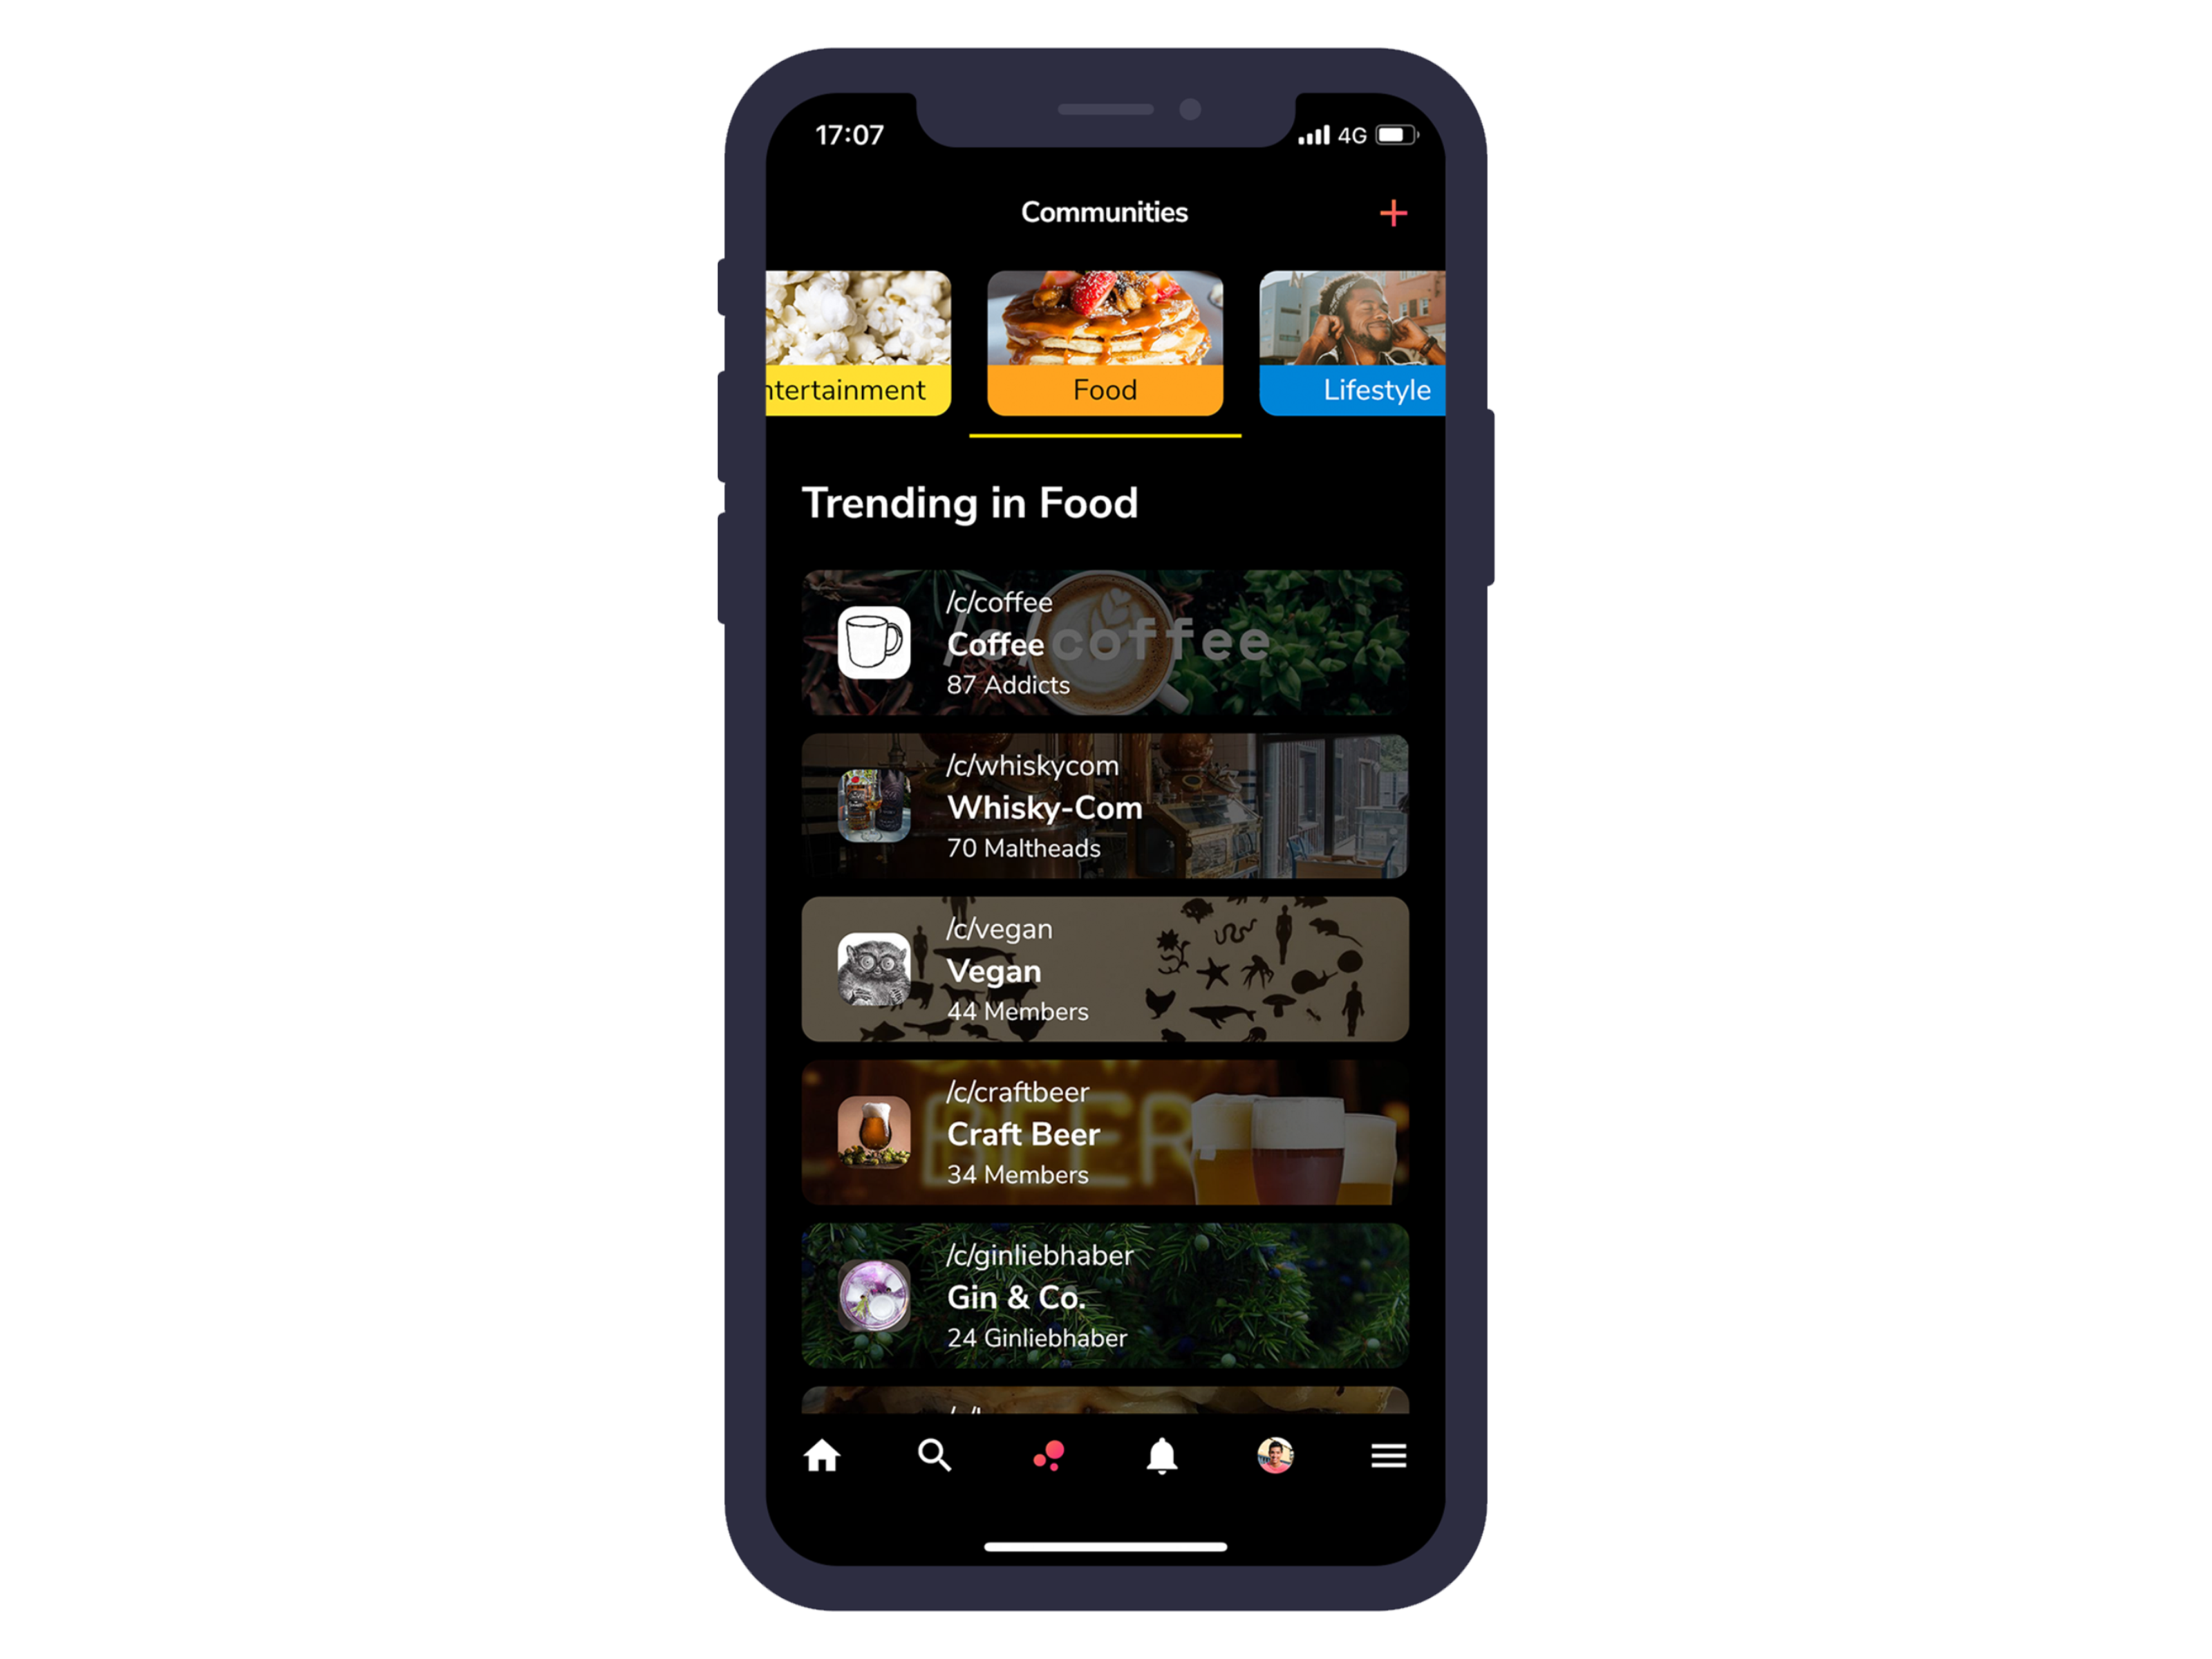 17:07
4G
Communities
ntertainment
Food
Lifestyle
Trending in Food
/c/coffee
/c/coffee
Coffee
87 Addicts
/c/whiskycom
Whisky-Com
70 Maltheads
/c/vegan
Vegan
44 Members
/c/craftbeer
BEER
Craft Beer
34 Members
/c/ginliebhaber
Gin & Co.
24 Ginliebhaber